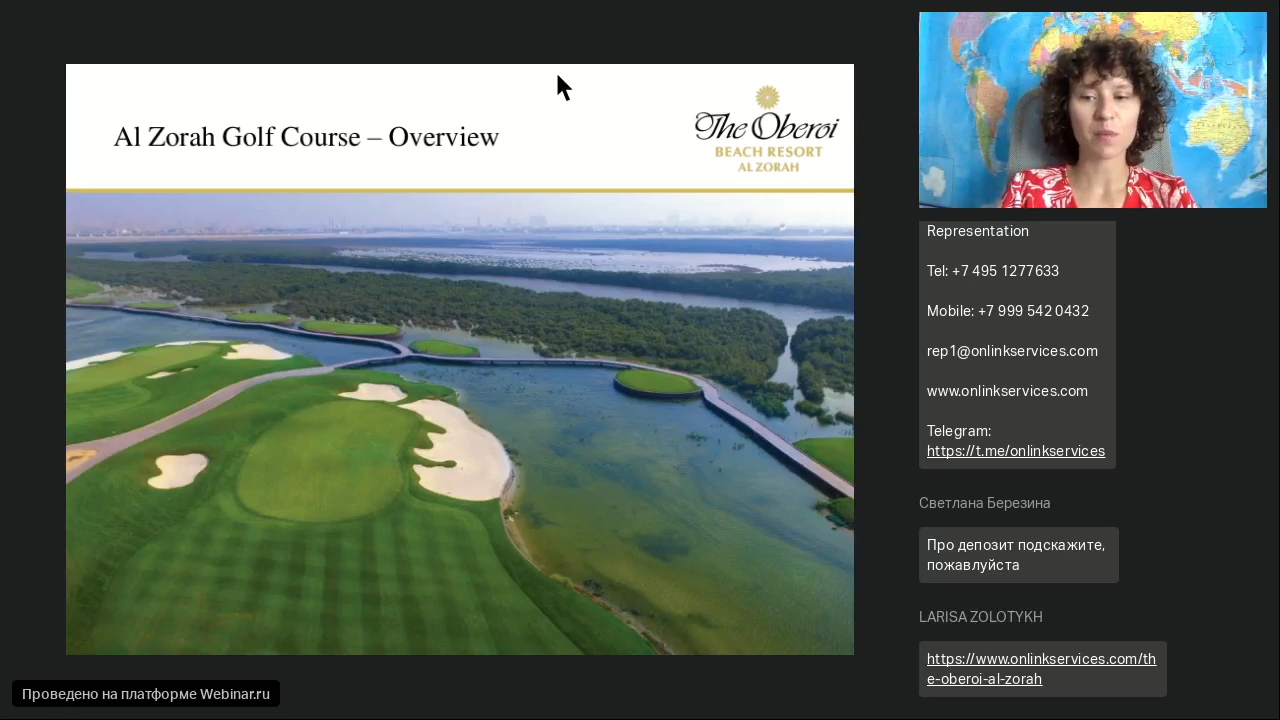 Al Zorah Golf Course – Overview
The Oberoi
BEACH RESORT
AL ZORAH
Representation
Tel: +7 495 1277633
Mobile: +7 999 542 0432
rep1@onlinkservices.com
www.onlinkservices.com
Telegram:
https://t.me/onlinkservices
Светлана Березина
Про депозит подскажите,
пожавлуйста
LARISA ZOLOTYKH
https://www.onlinkservices.com/th
e-oberoi-al-zorah
Проведено на платформе Webinar.ru